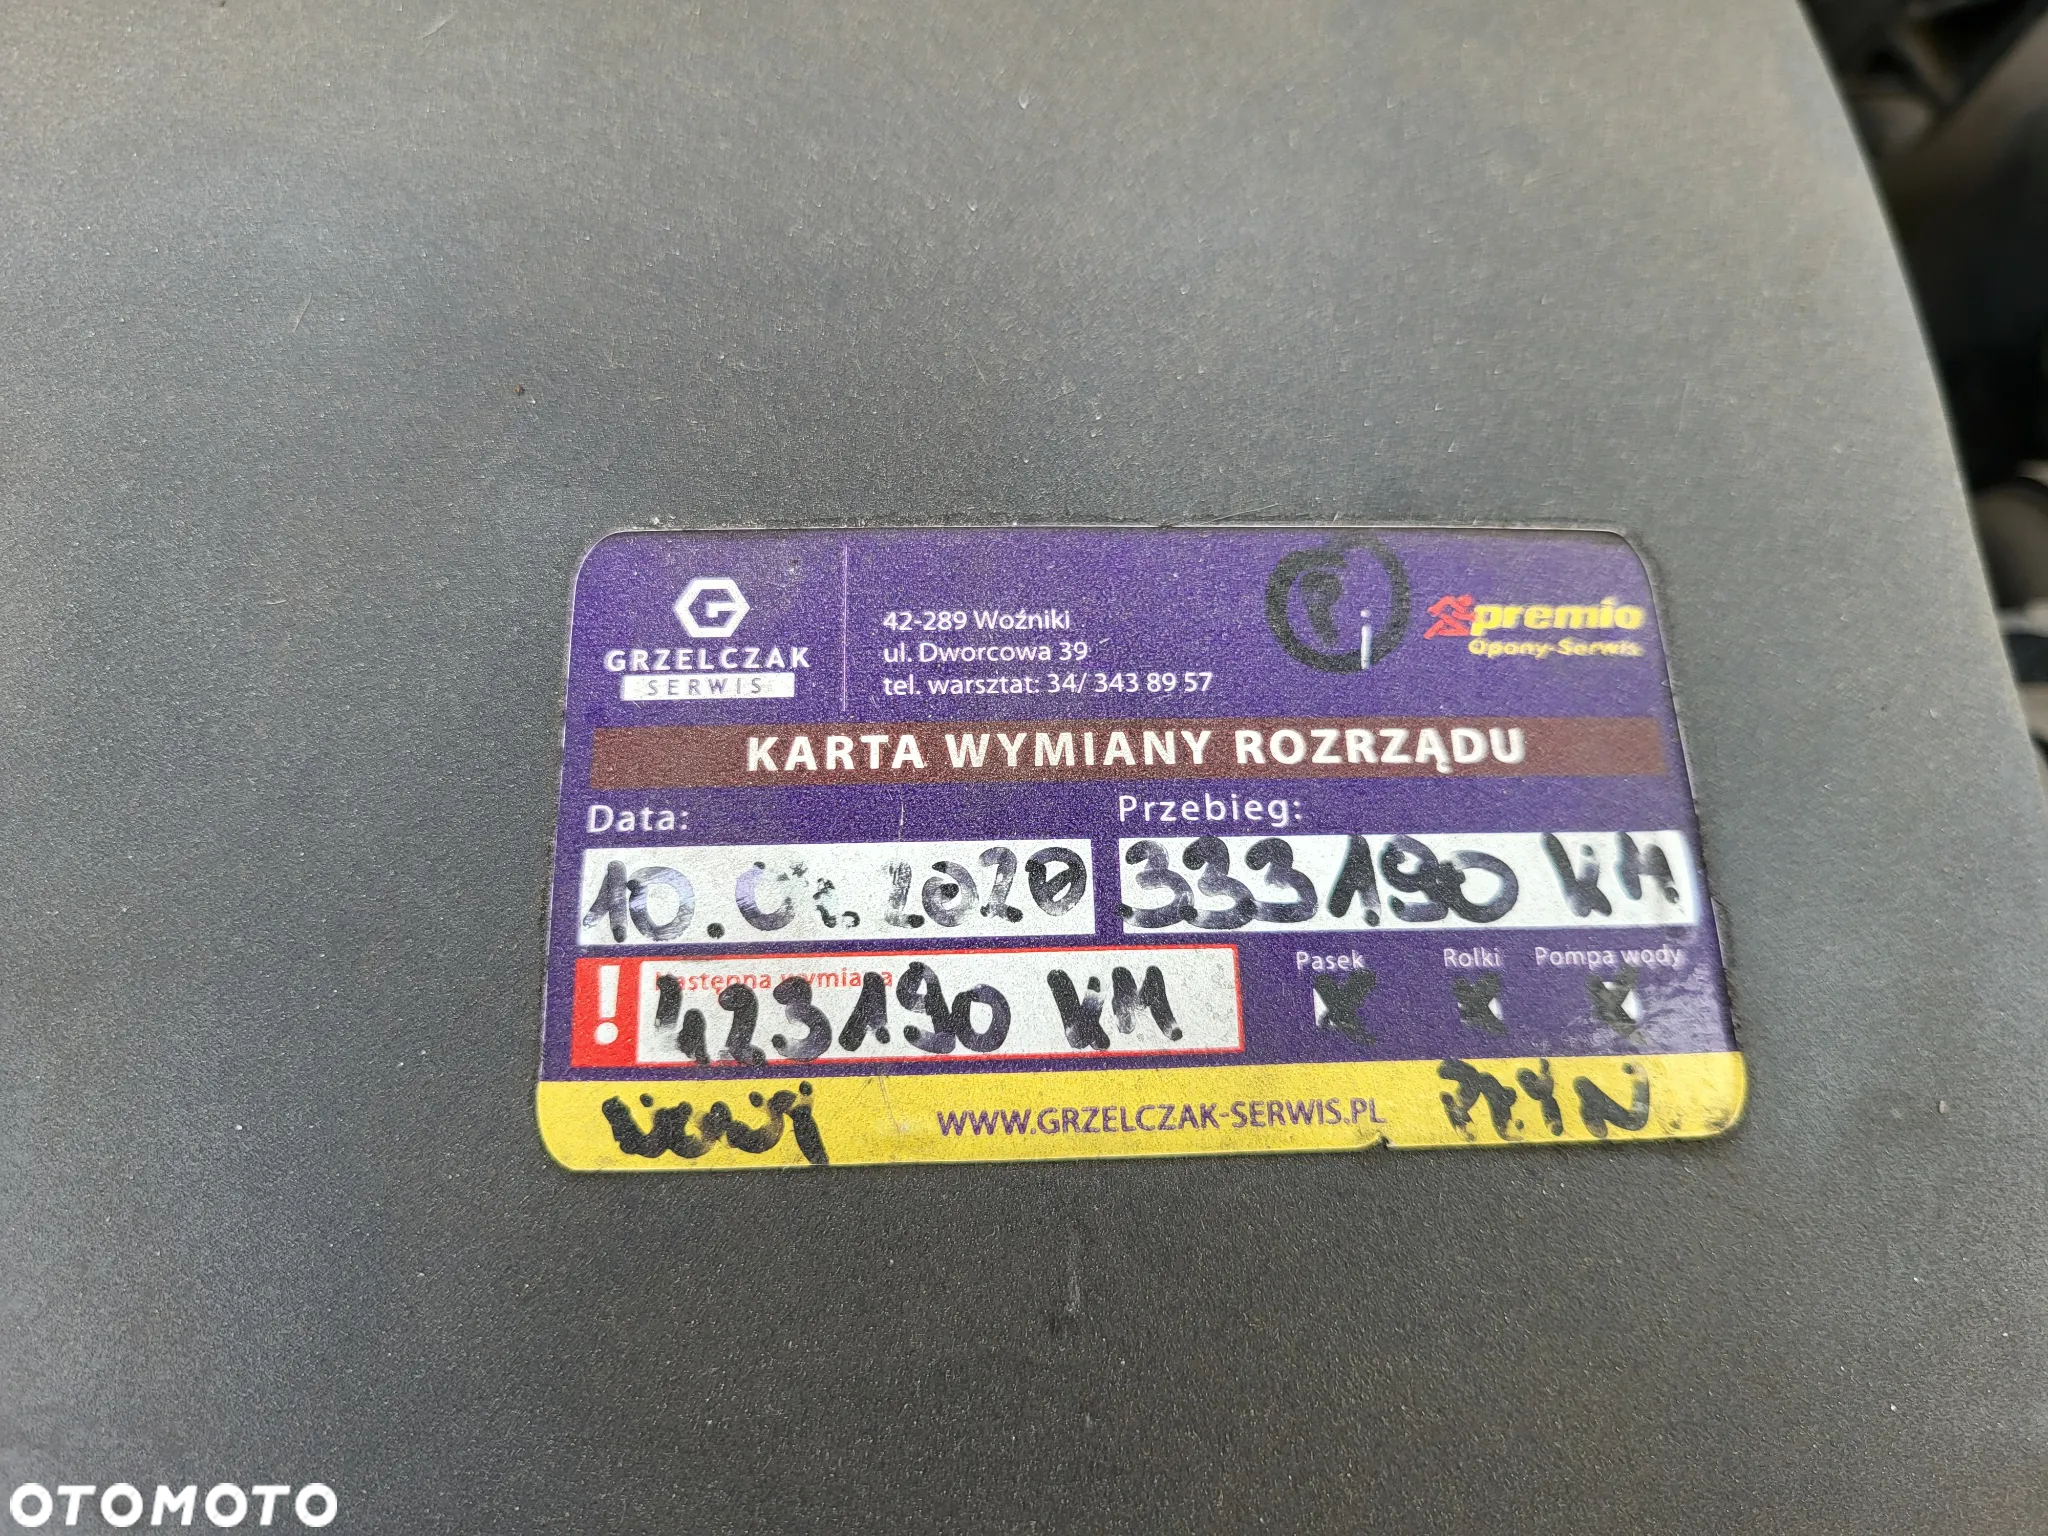 G
GRZELCZAK
SERWIS
42-289 Woźniki
ul. Dworcowa 39
tel. warsztat: 34/ 343 89 57
premio
Opony-Serwis
KARTA WYMIANY ROZRZĄDU
Data:
Przebieg:
333190 KM
! Następna wymiana
423190 KM
Pasek
Rolki
Pompa wody
WWW.GRZELCZAK-SERWIS.PL
OTOMOTO